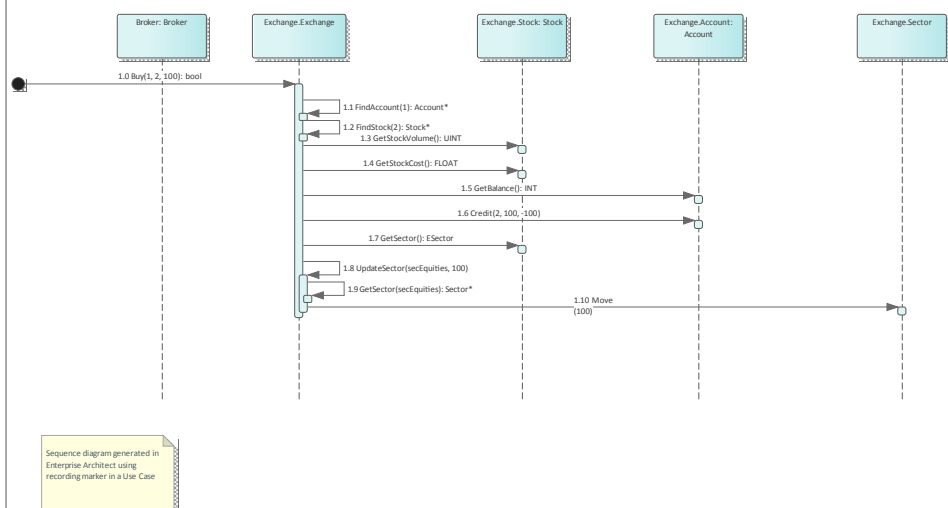 Broker: Broker
Exchange.Exchange
Exchange.Stock: Stock
Exchange.Account:
Account
Exchange.Sector
1.0 Buy(1, 2, 100): bool
1.1 FindAccount(1): Account*
1.2 FindStock(2): Stock*
1.3 GetStockVolume(): UINT
1.4 GetStockCost(): FLOAT
1.5 GetBalance(): INT
1.6 Credit(2, 100, -100)
1.7 GetSector(): ESector
1.8 UpdateSector(secEquities, 100)
1.9 GetSector(secEquities): Sector*
1.10 Move
(100)
Sequence diagram generated in
Enterprise Architect using
recording marker in a Use Case